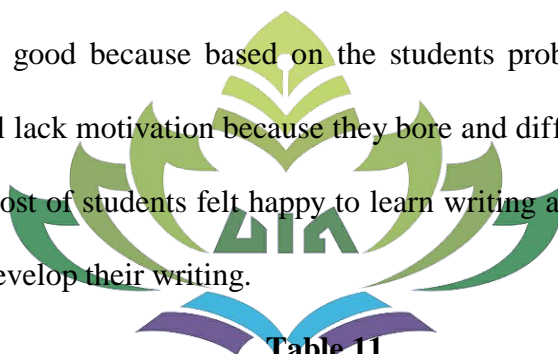 good because based on the students prob
l lack motivation because they bore and diff
ost of students felt happy to learn writing a
evelop their writing.
UIN
Table 11